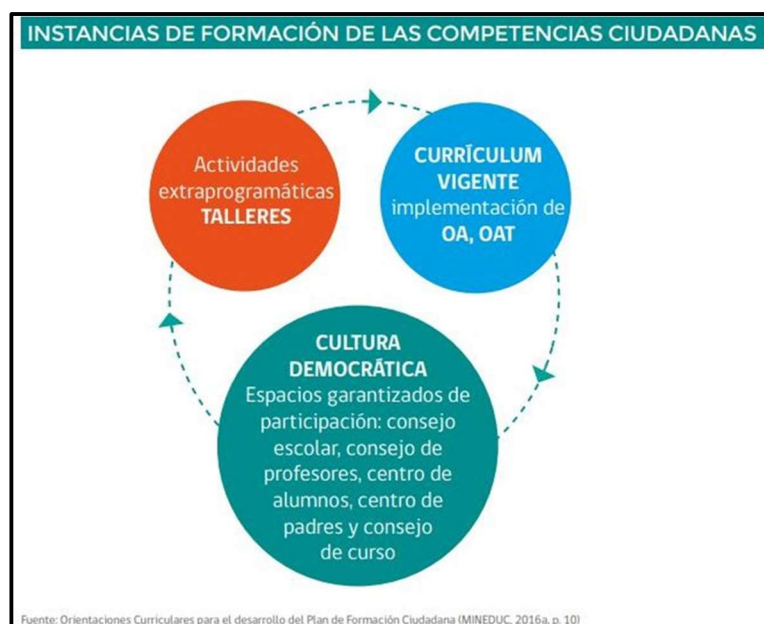 INSTANCIAS DE FORMACIÓN DE LAS COMPETENCIAS CIUDADANAS
Actividades
extraprogramáticas
TALLERES
CURRÍCULUM
VIGENTE
implementación de
OA, OAT
CULTURA
DEMOCRÁTICA
Espacios garantizados de
participación: consejo
escolar, consejo de
profesores, centro de
alumnos, centro de
padres y consejo
de curso
Fuente: Orientaciones Curriculares para el desarrollo del Plan de Formación Ciudadana (MINEDUC, 2016a, p. 10)